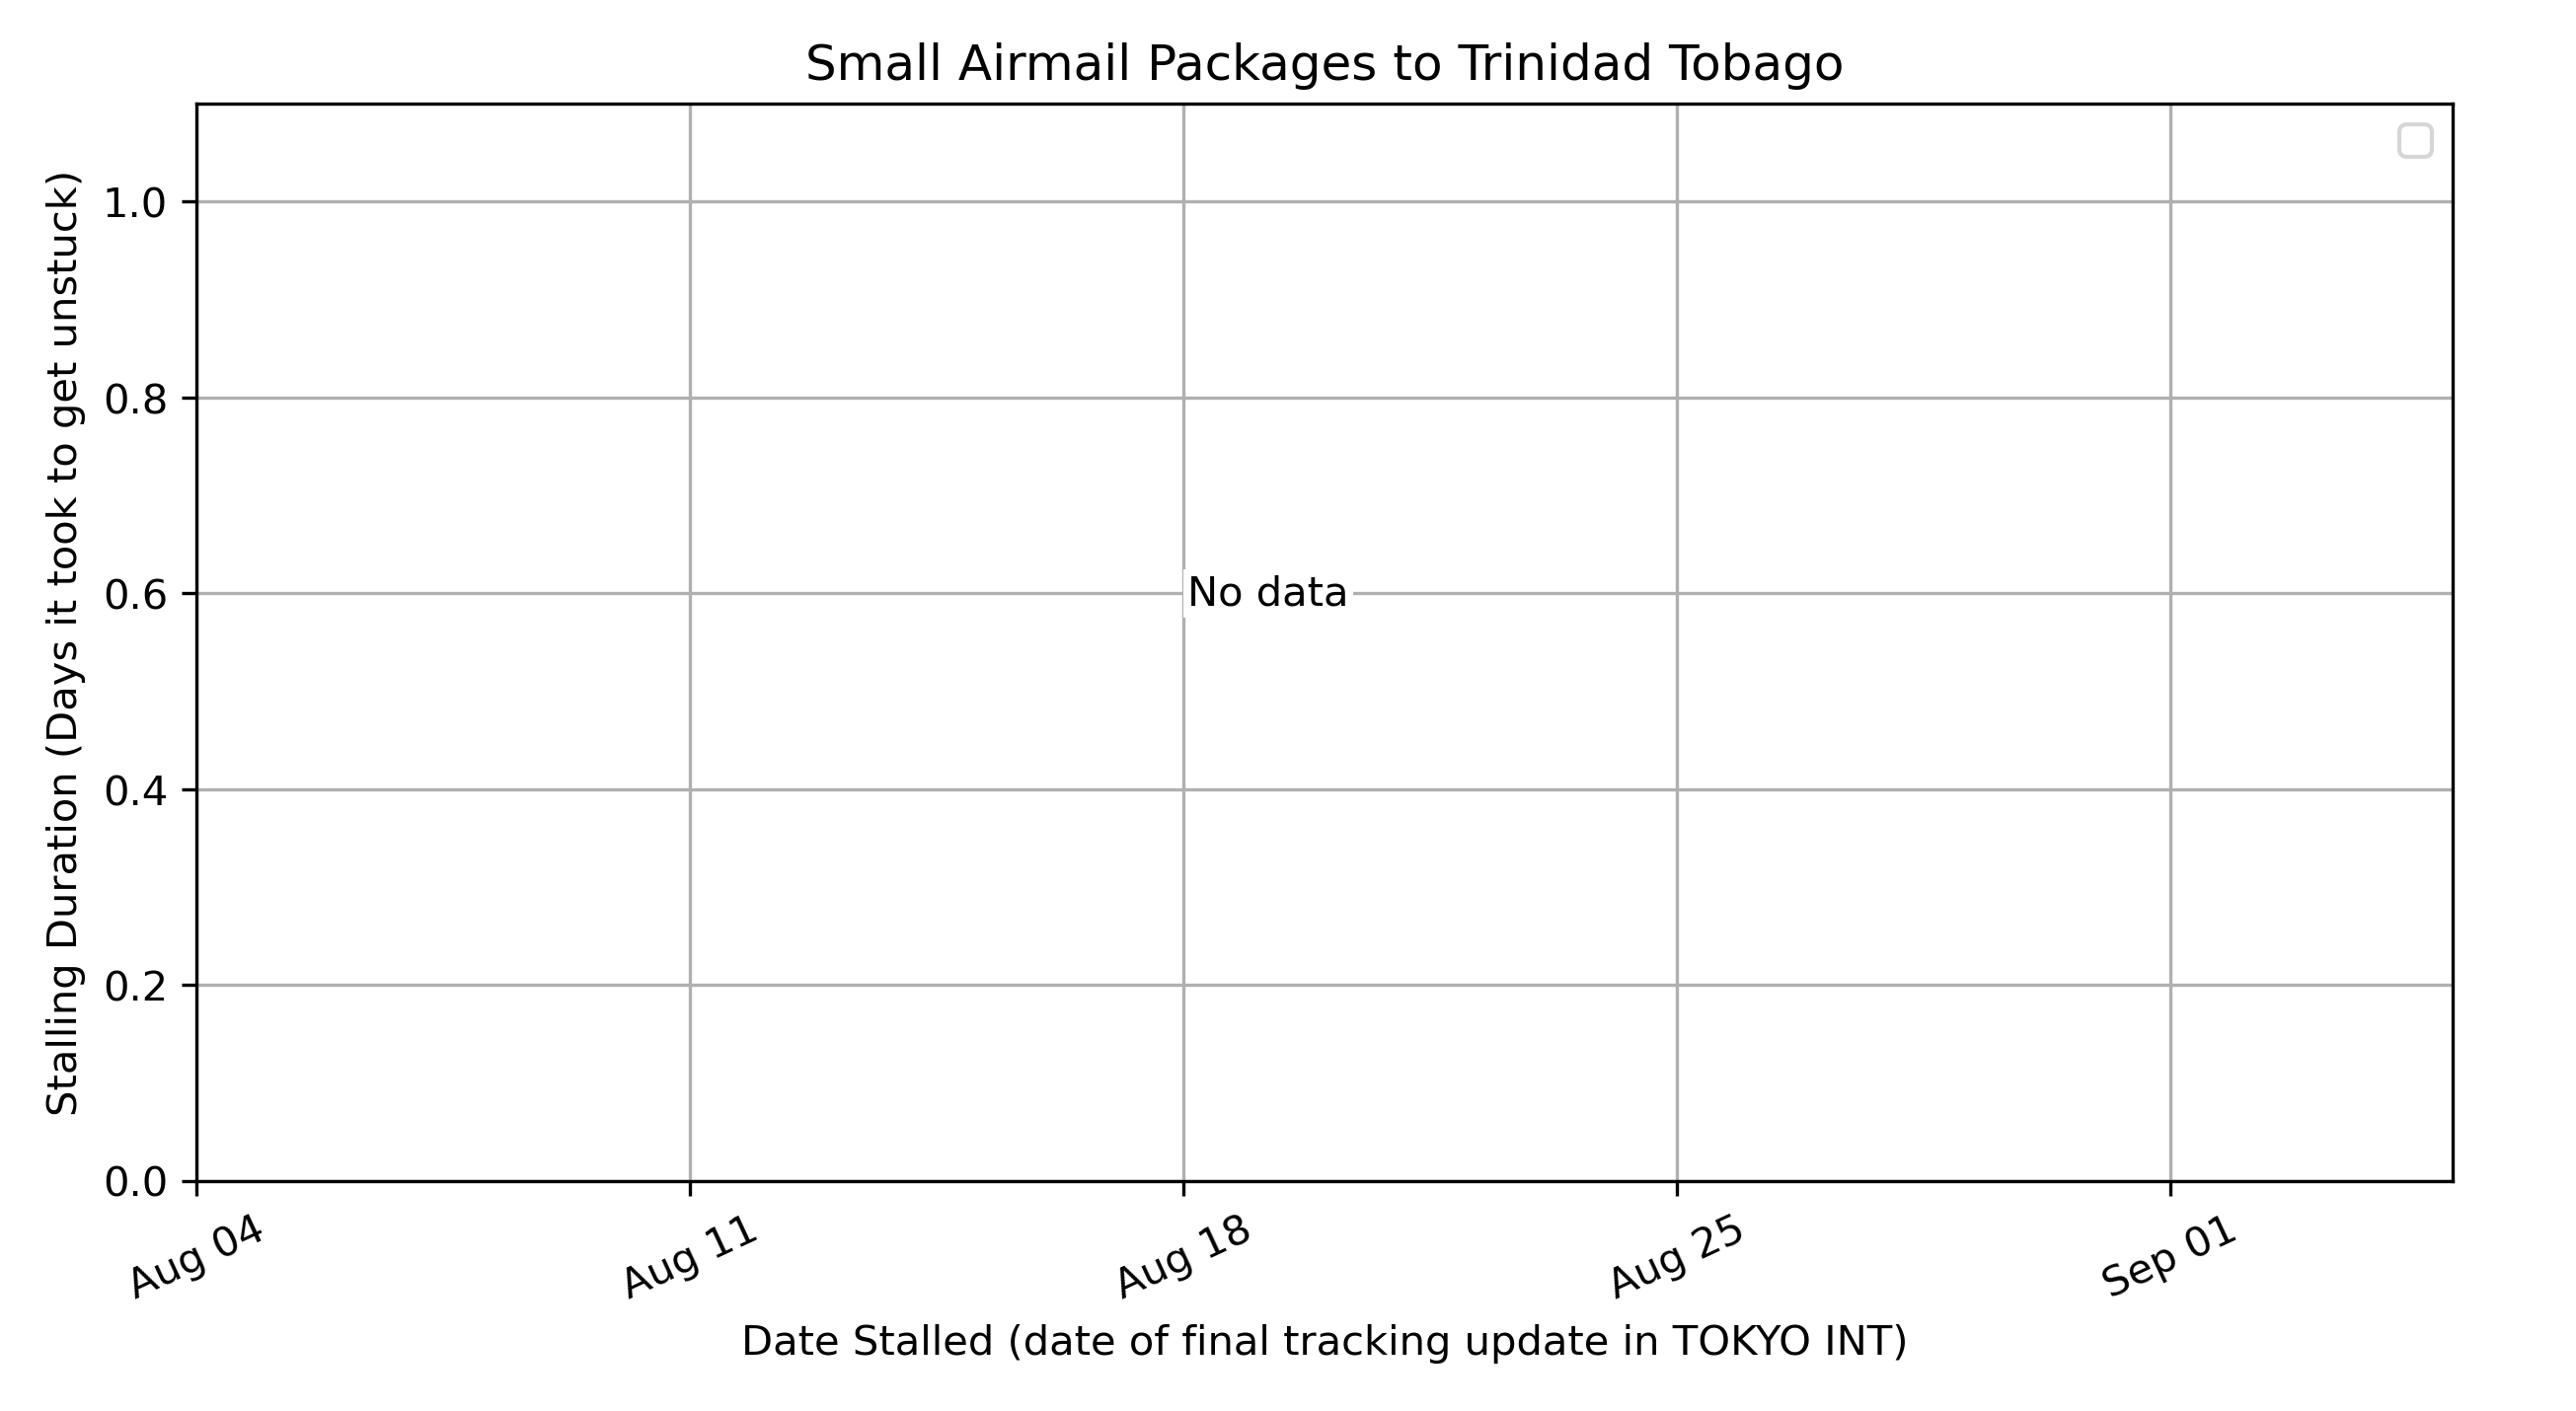 Small Airmail Packages to Trinidad Tobago
Stalling Duration (Days it took to get unstuck)
1.0
0.8
0.6
0.4
0.2
0.0
No data
Aug 04
Aug 11
Aug 18
Aug 25
Sep 01
Date Stalled (date of final tracking update in TOKYO INT)